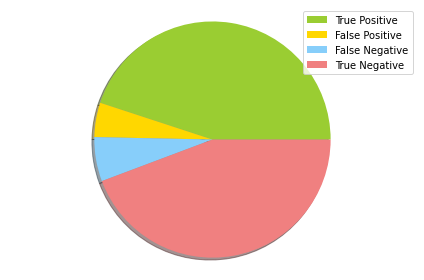 True Positive
False Positive
False Negative
True Negative